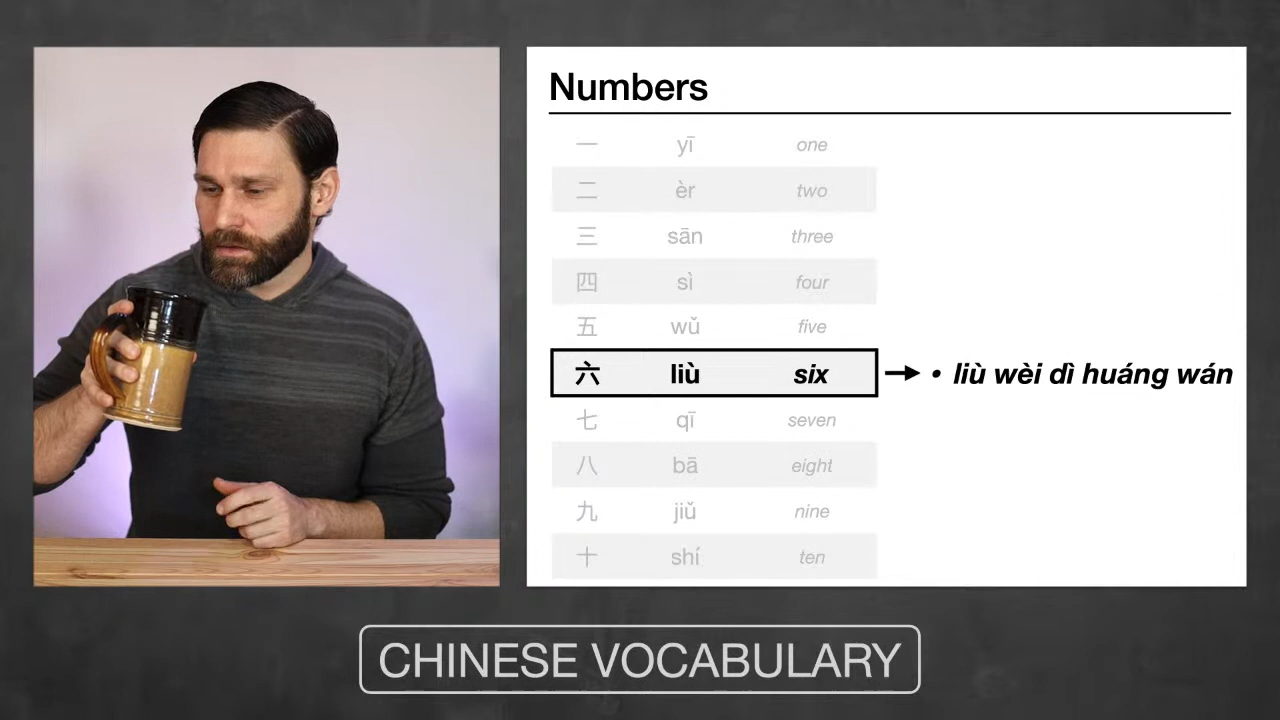 Numbers
一 yī one
二 èr two
三 sān three
四 sì four
五 wǔ five
六 liù six • liù wèi dì huáng wán
七 qī seven
八 bā eight
九 jiǔ nine
十 shí ten
CHINESE VOCABULARY